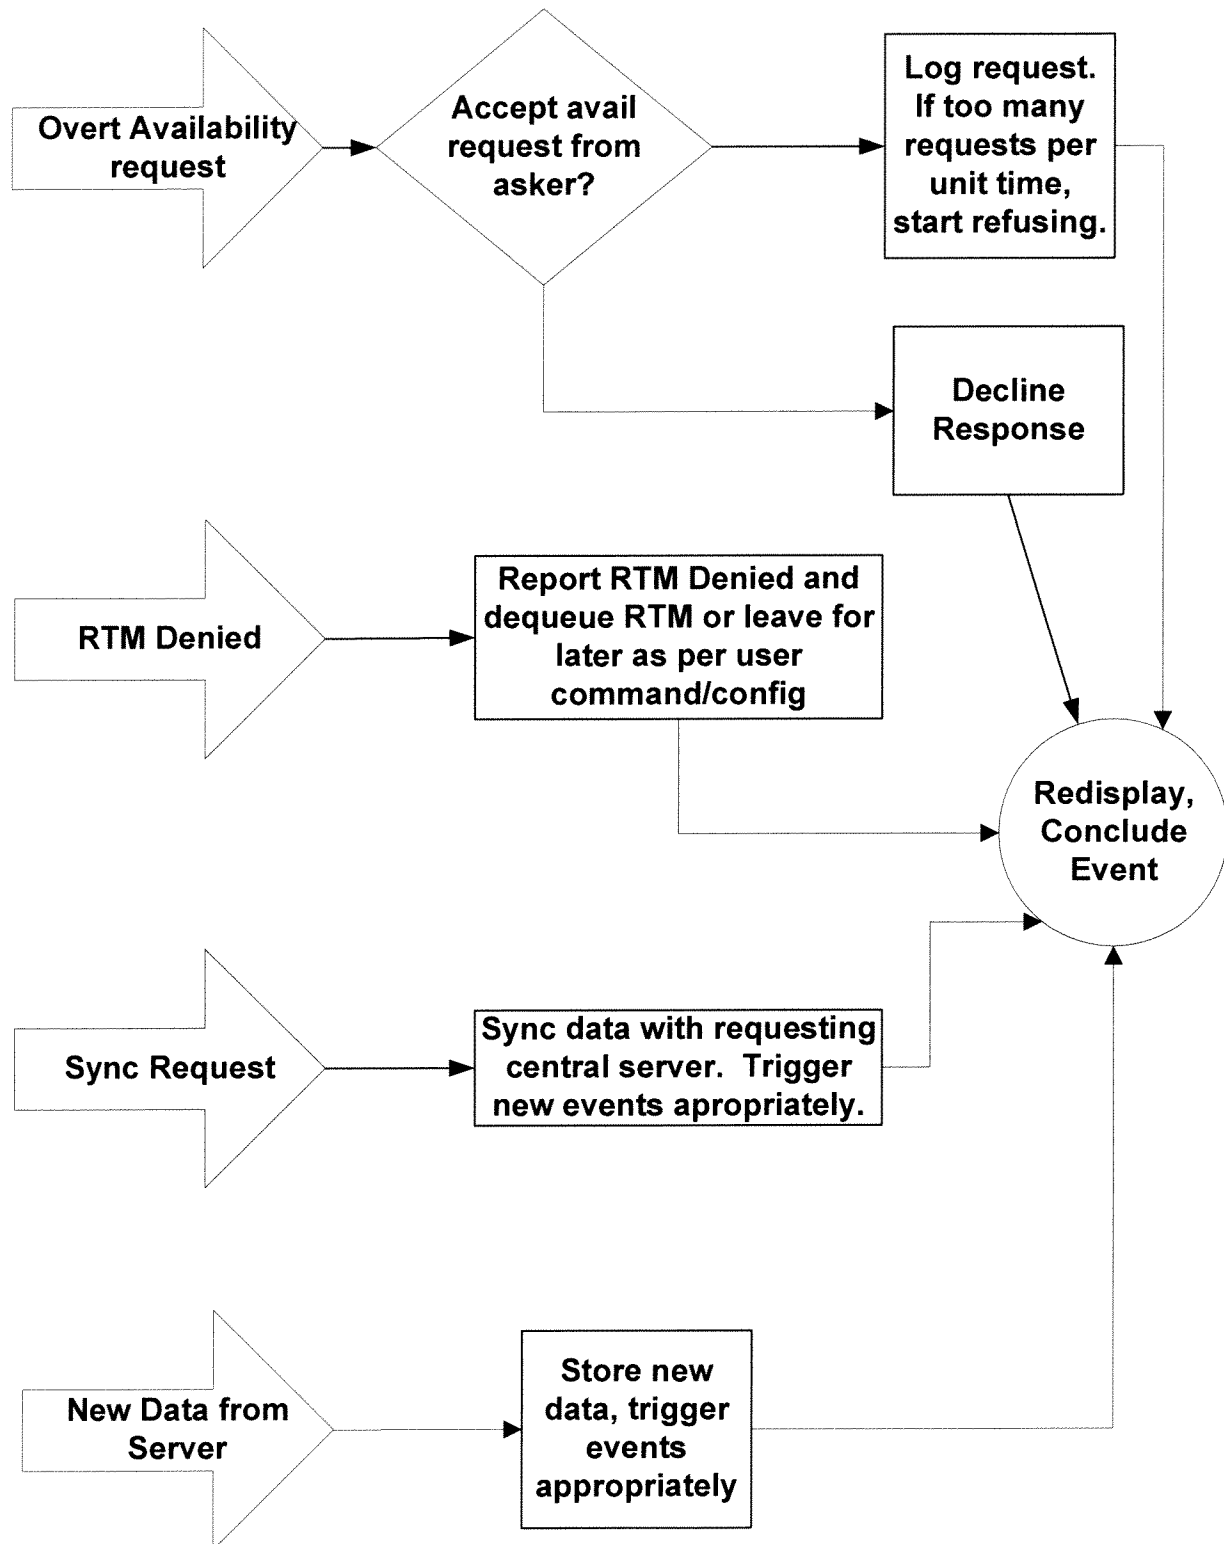 Overt Availability
request
Accept avail
request from
asker?
Log request.
If too many
requests per
unit time,
start refusing.
Decline
Response
RTM Denied
Report RTM Denied and
dequeue RTM or leave for
later as per user
command/config
Redisplay,
Conclude
Event
Sync Request
Sync data with requesting
central server.  Trigger
new events apropriately.
New Data from
Server
Store new
data, trigger
events
appropriately